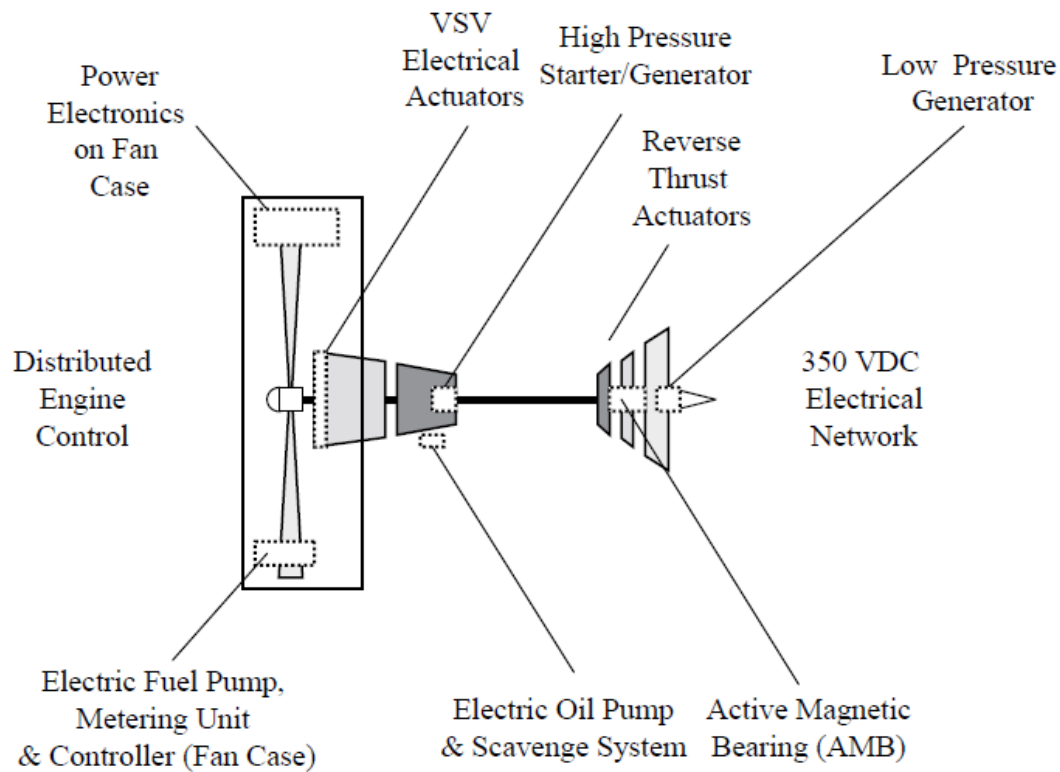 VSV
Electrical
Actuators
High Pressure
Starter/Generator
Low Pressure
Generator
Power
Electronics
on Fan
Case
Reverse
Thrust
Actuators
Distributed
Engine
Control
350 VDC
Electrical
Network
Electric Fuel Pump,
Metering Unit
& Controller (Fan Case)
Electric Oil Pump
& Scavenge System
Active Magnetic
Bearing (AMB)